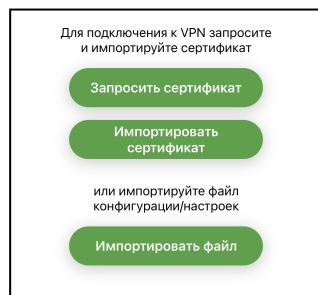 Для подключения к VPN запросите
и импортируйте сертификат
Запросить сертификат
Импортировать
сертификат
или импортируйте файл
конфигурации/настроек
Импортировать файл